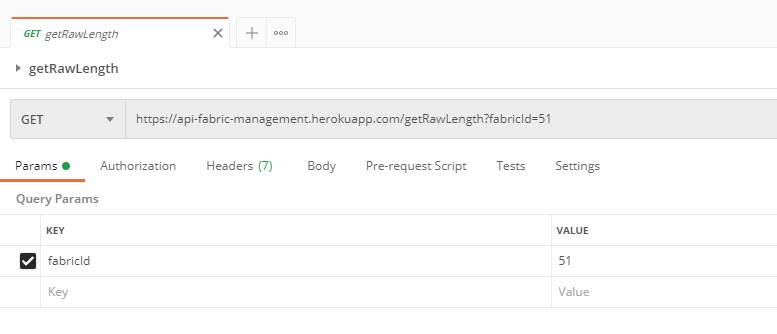 GET getRawLength
getRawLength
GET https://api-fabric-management.herokuapp.com/getRawLength?fabricId=51
Params Authorization Headers (7) Body Pre-request Script Tests Settings
Query Params
KEY VALUE
fabricId 51
Key Value